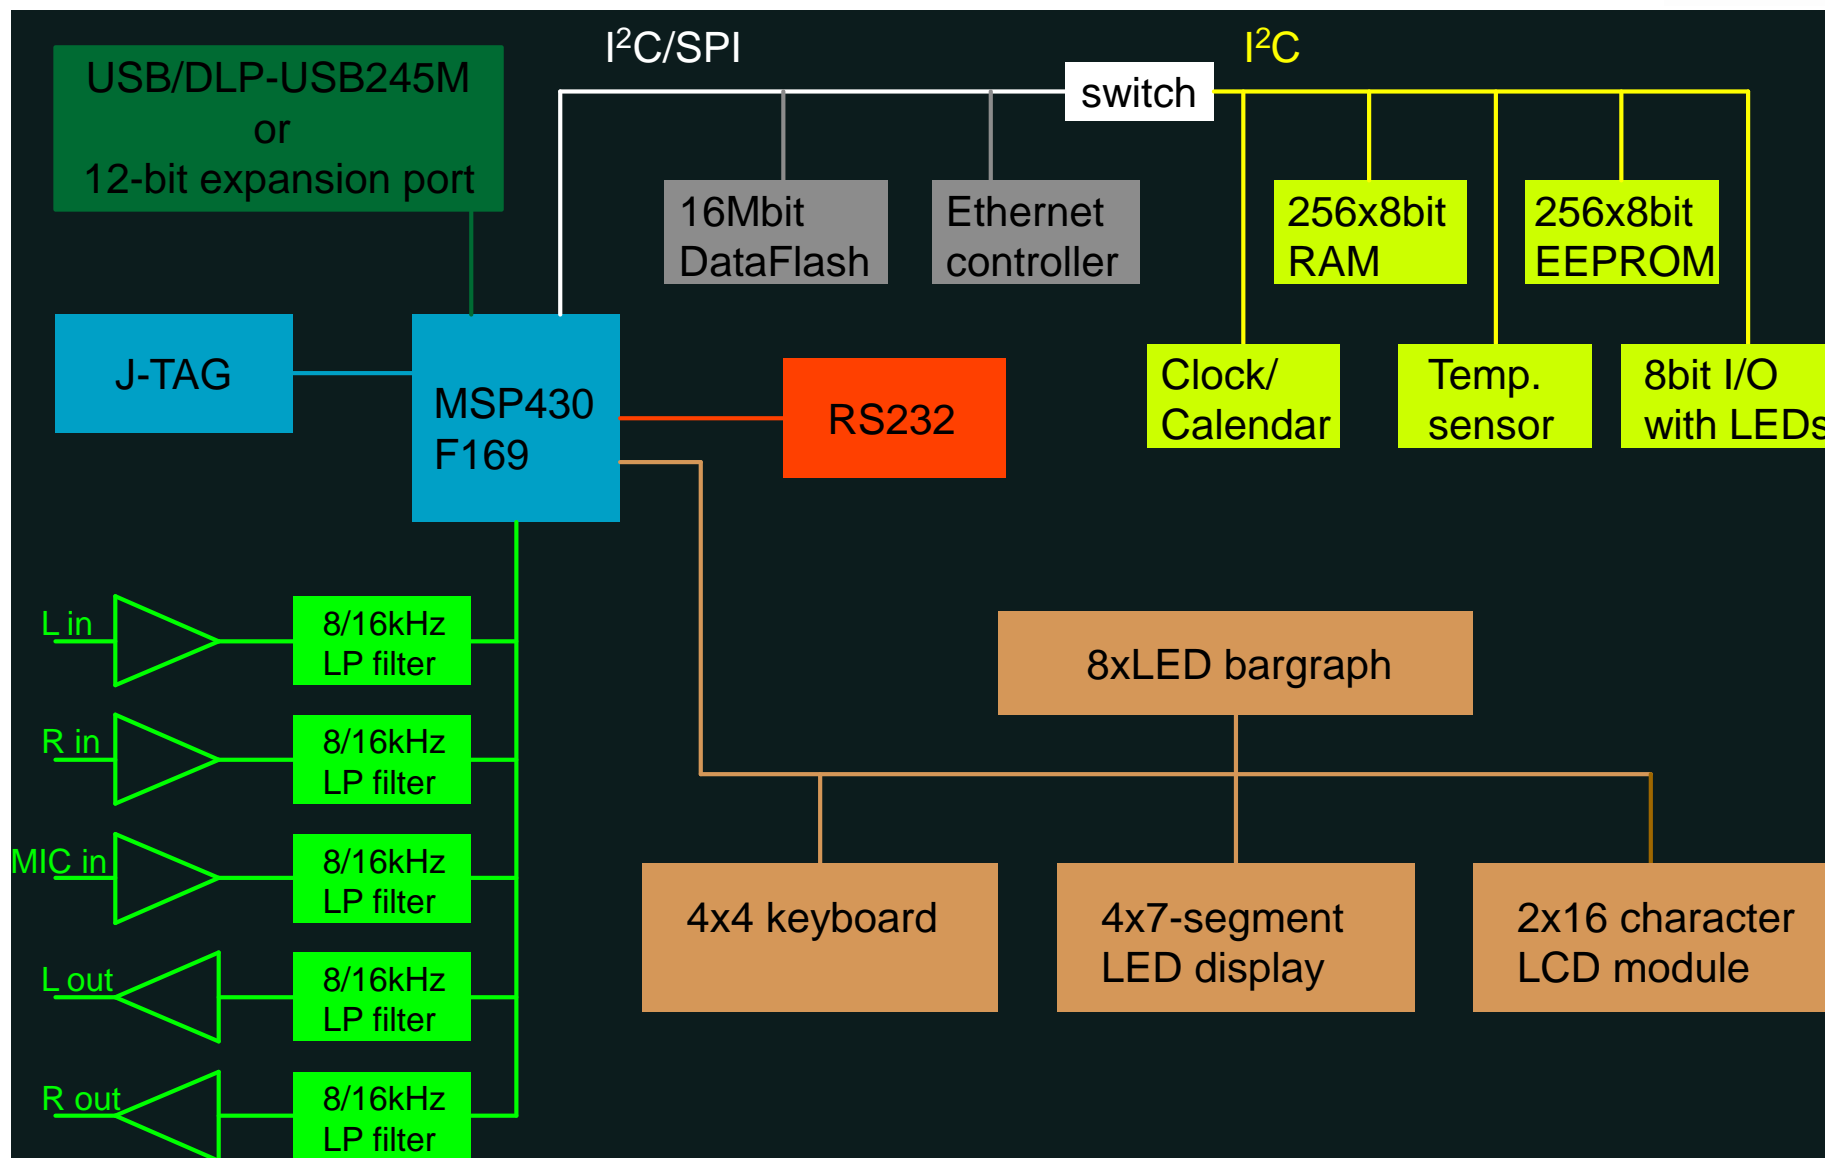 USB/DLP-USB245M
or
12-bit expansion port
I²C/SPI
switch
I²C
16Mbit
DataFlash
Ethernet
controller
256x8bit
RAM
256x8bit
EEPROM
J-TAG
MSP430
F169
RS232
Clock/
Calendar
Temp.
sensor
8bit I/O
with LEDs
L in
8/16kHz
LP filter
R in
8/16kHz
LP filter
MIC in
8/16kHz
LP filter
L out
8/16kHz
LP filter
R out
8/16kHz
LP filter
8xLED bargraph
4x4 keyboard
4x7-segment
LED display
2x16 character
LCD module